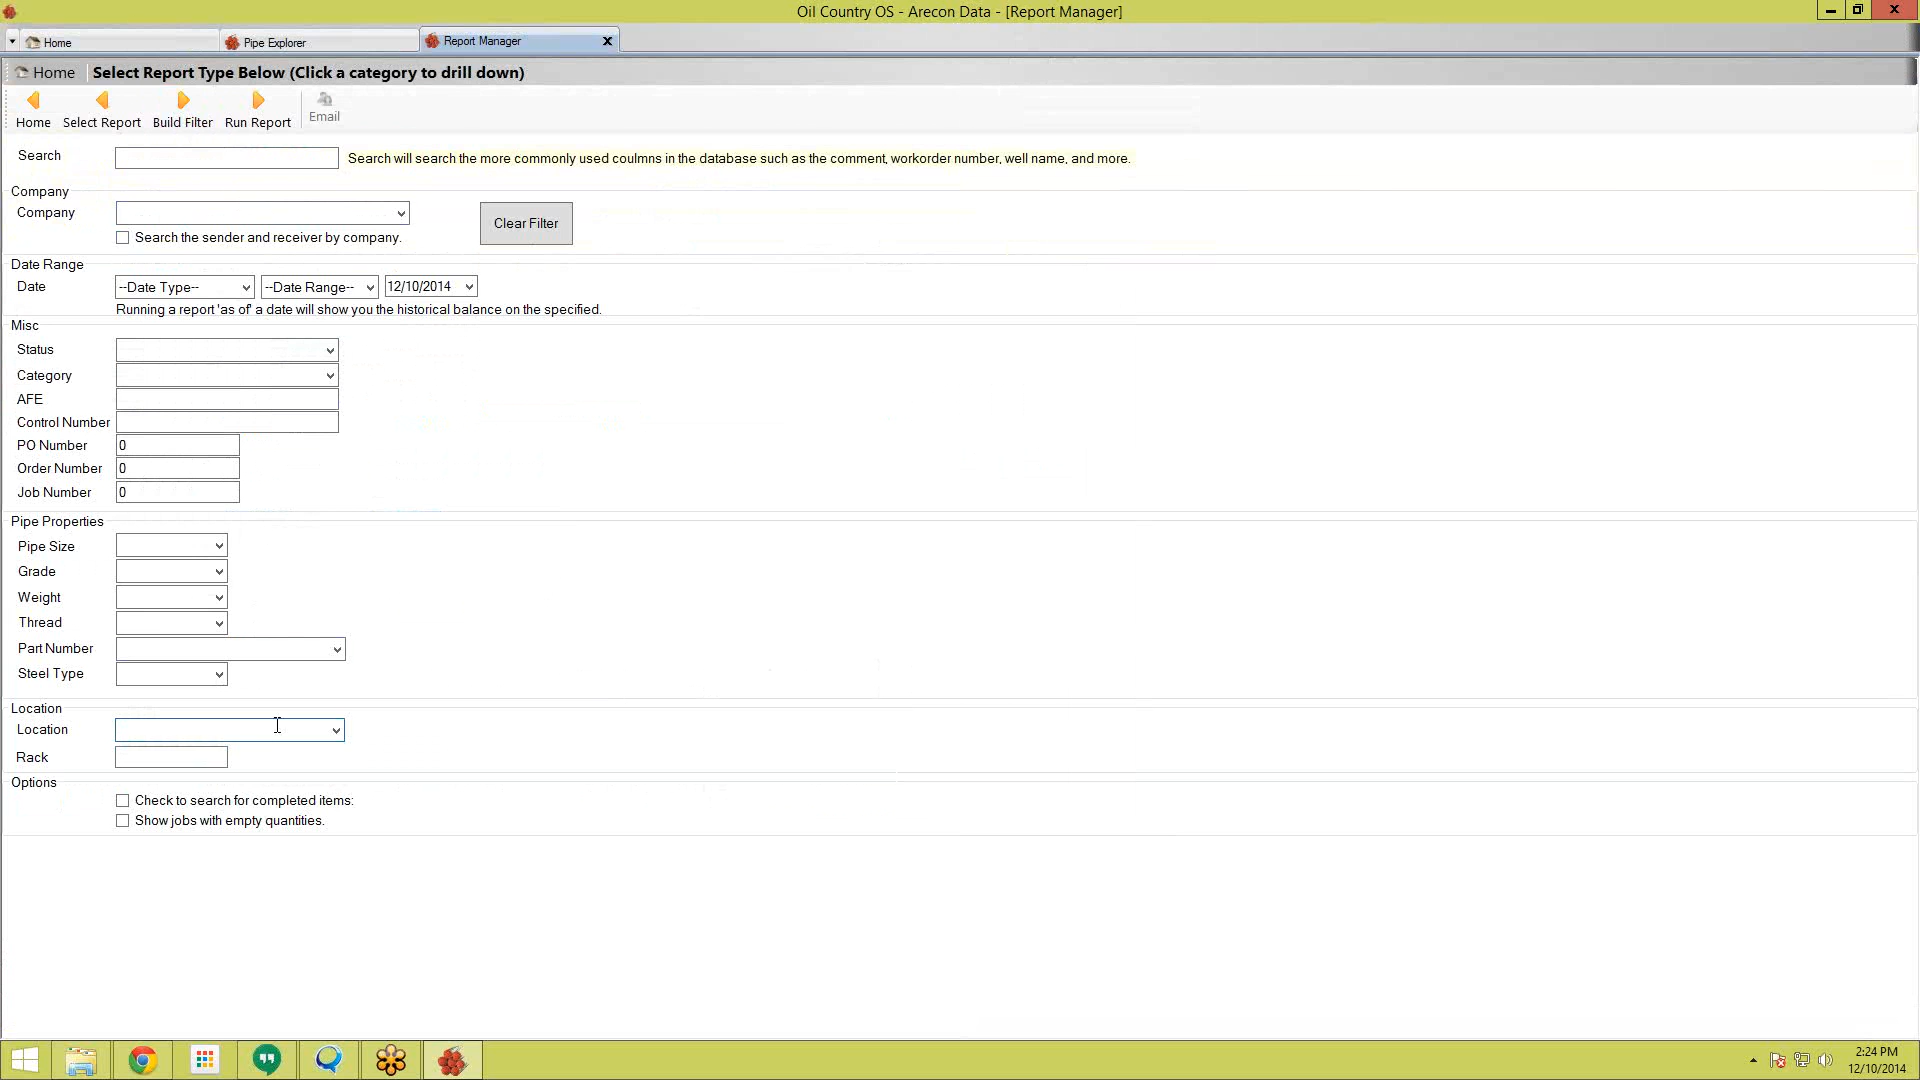 Oil Country OS - Arecon Data - [Report Manager]
Home
Pipe Explorer
Report Manager
Home
Select Report Type Below (Click a category to drill down)
Home
Select Report
Build Filter
Run Report
Email
Search
Search will search the more commonly used coulmns in the database such as the comment, workorder number, well name, and more.
Company
Company
Clear Filter
Search the sender and receiver by company.
Date Range
Date
--Date Type--
--Date Range--
12/10/2014
Running a report 'as of' a date will show you the historical balance on the specified.
Misc
Status
Category
AFE
Control Number
PO Number
0
Order Number
0
Job Number
0
Pipe Properties
Pipe Size
Grade
Weight
Thread
Part Number
Steel Type
Location
Location
Rack
Options
Check to search for completed items:
Show jobs with empty quantities.
2:24 PM
12/10/2014